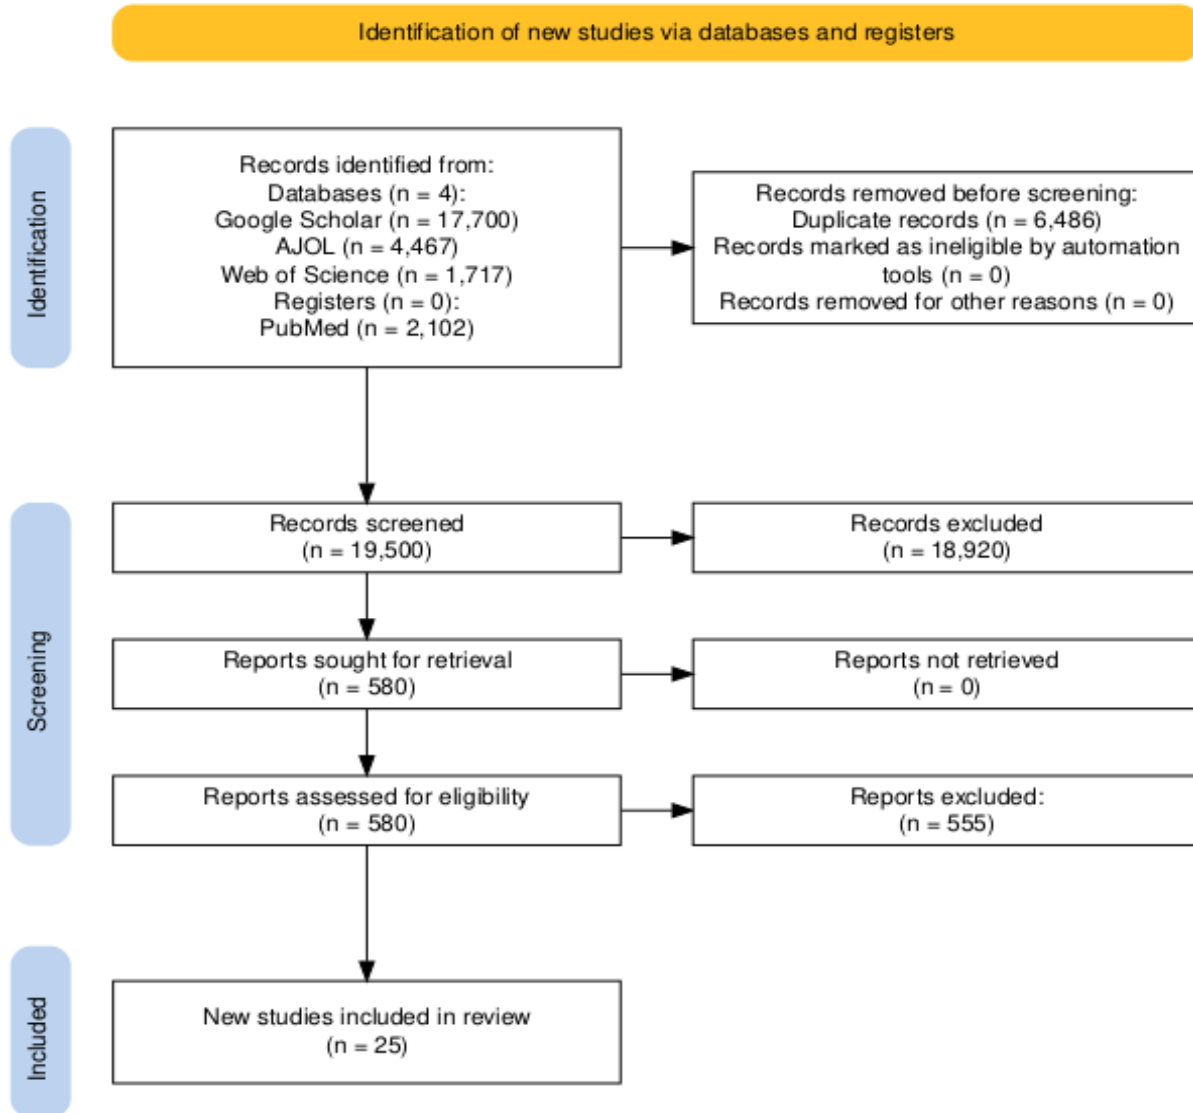 Identification of new studies via databases and registers
Identification
Records identified from:
Databases (n = 4):
Google Scholar (n = 17,700)
AJOL (n = 4,467)
Web of Science (n = 1,717)
Registers (n = 0):
PubMed (n = 2,102)
Records removed before screening:
Duplicate records (n = 6,486)
Records marked as ineligible by automation
tools (n = 0)
Records removed for other reasons (n = 0)
Screening
Records screened
(n = 19,500)
Records excluded
(n = 18,920)
Reports sought for retrieval
(n = 580)
Reports not retrieved
(n = 0)
Reports assessed for eligibility
(n = 580)
Reports excluded:
(n = 555)
Included
New studies included in review
(n = 25)